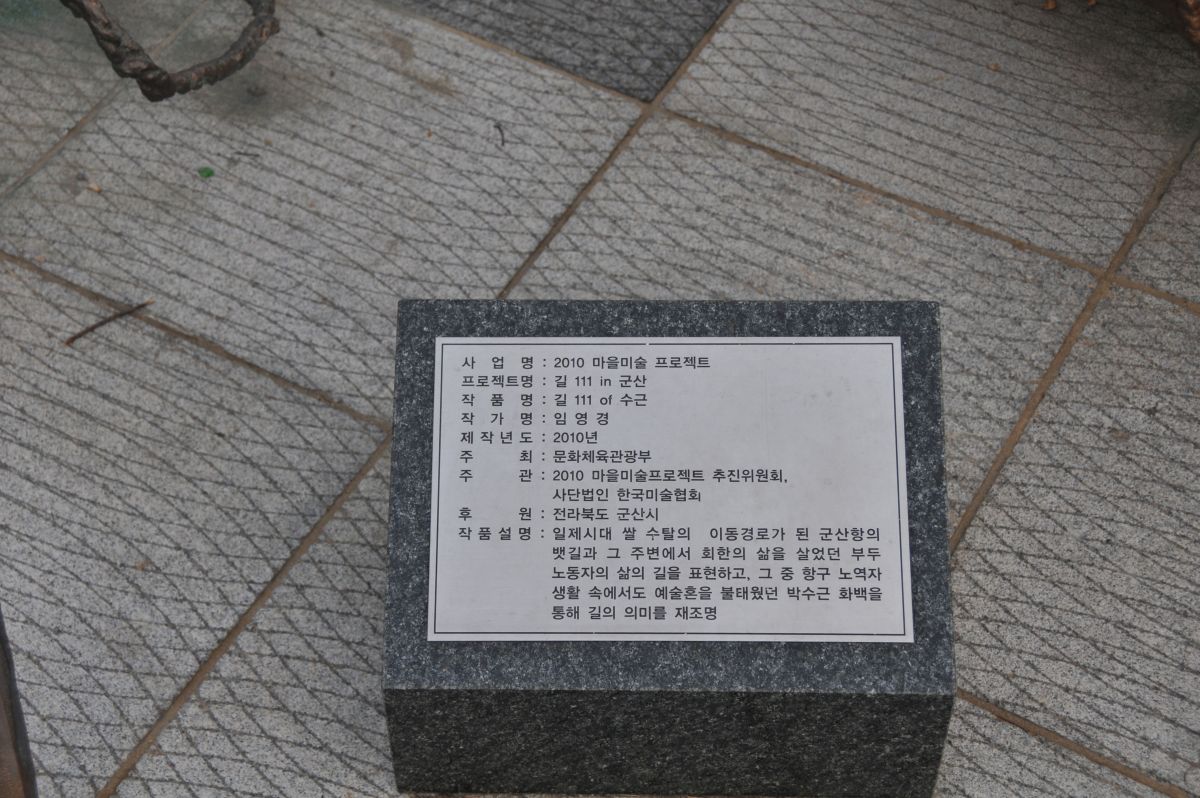 사 업 명 : 2010 마을미술 프로젝트
프로젝트명 : 길 111 in 군산
작 품 명 : 길 111 of 수근
작 가 명 : 임 영 경
제 작 년 도 : 2010년
주 최 : 문화체육관광부
주 관 : 2010 마을미술프로젝트 추진위원회,
사단법인 한국미술협회
후 원 : 전라북도 군산시
작 품 설 명 : 일제시대 쌀 수탈의 이동경로가 된 군산항의
뱃길과 그 주변에서 회한의 삶을 살았던 부두
노동자의 삶의 길을 표현하고, 그 중 항구 노역자
생활 속에서도 예술혼을 불태웠던 박수근 화백을
통해 길의 의미를 재조명